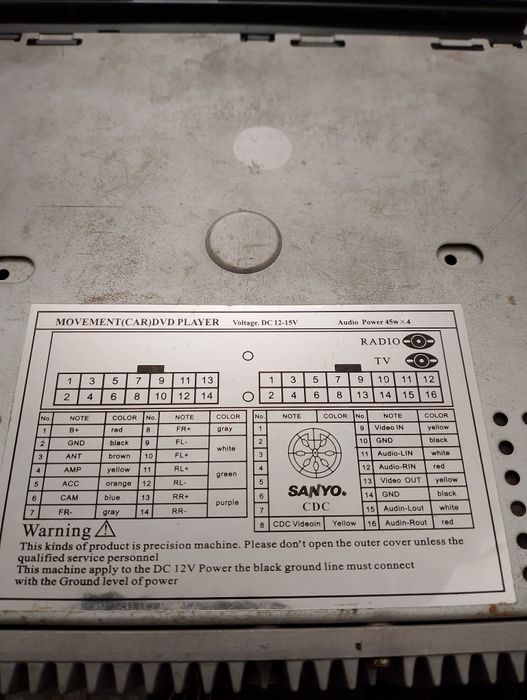 MOVEMENT(CAR)DVD PLAYER Voltage. DC 12-15V Audio Power 45w×4
RADIO
TV
1 3 5 7 9 11 13
2 4 6 8 10 12 14
1 3 5 7 9 10 11 12
2 4 6 8 13 14 15 16
No. NOTE COLOR No. NOTE COLOR
1 B+ red 8 FR+ gray
2 GND black 9 FL- white
3 ANT brown 10 FL+
4 AMP yellow 11 RL+ green
5 ACC orange 12 RL-
6 CAM blue 13 RR+ purple
7 FR- gray 14 RR-
No. NOTE COLOR No. NOTE COLOR
1 9 Video IN yellow
2 10 GND black
3 11 Audio-LIN white
4 12 Audio-RIN red
5 13 Video OUT yellow
6 14 GND black
7 15 Audio-Lout white
SANYO.
CDC
8 CDC Videoin Yellow 16 Audio-Rout red
Warning
This kinds of product is precision machine. Please don't open the outer cover unless the
qualified service personnel
This machine apply to the DC 12V Power the black ground line must connect
with the Ground level of power